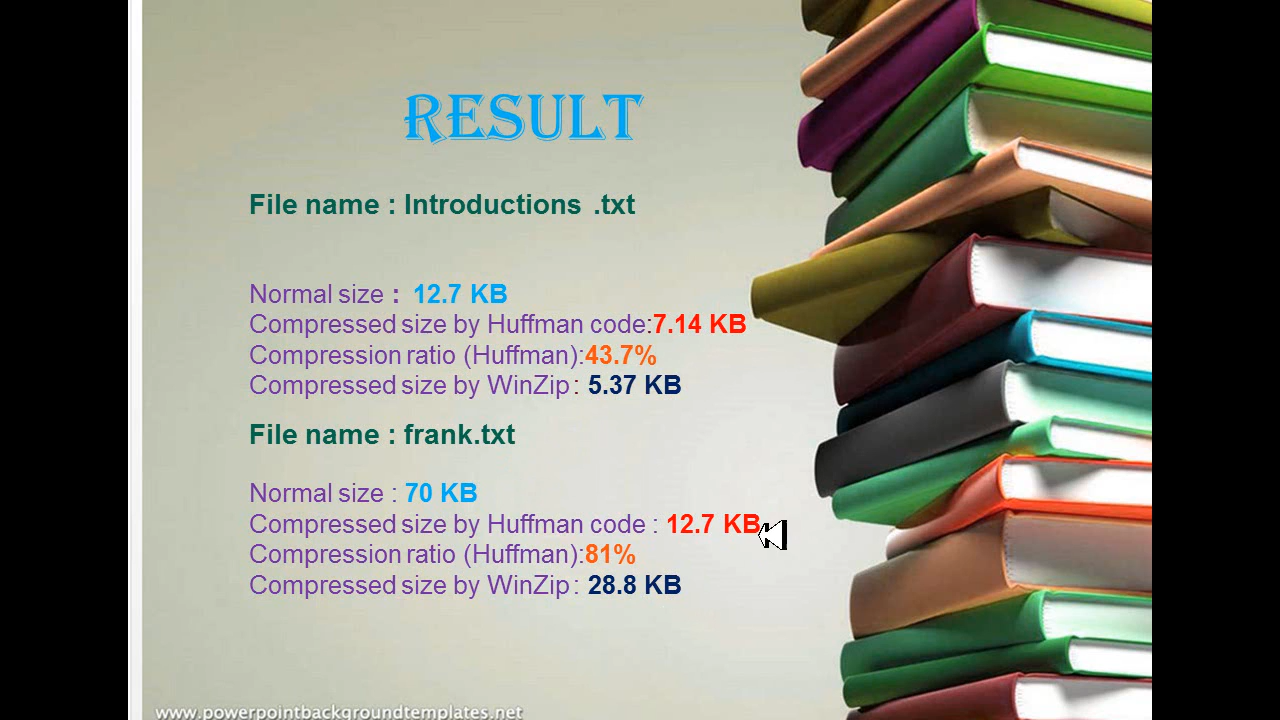 RESULT
File name : Introductions .txt
Normal size : 12.7 KB
Compressed size by Huffman code:7.14 KB
Compression ratio (Huffman):43.7%
Compressed size by WinZip : 5.37 KB
File name : frank.txt
Normal size : 70 KB
Compressed size by Huffman code : 12.7 KB
Compression ratio (Huffman):81%
Compressed size by WinZip : 28.8 KB
www.powerpointbackgroundtemplates.net